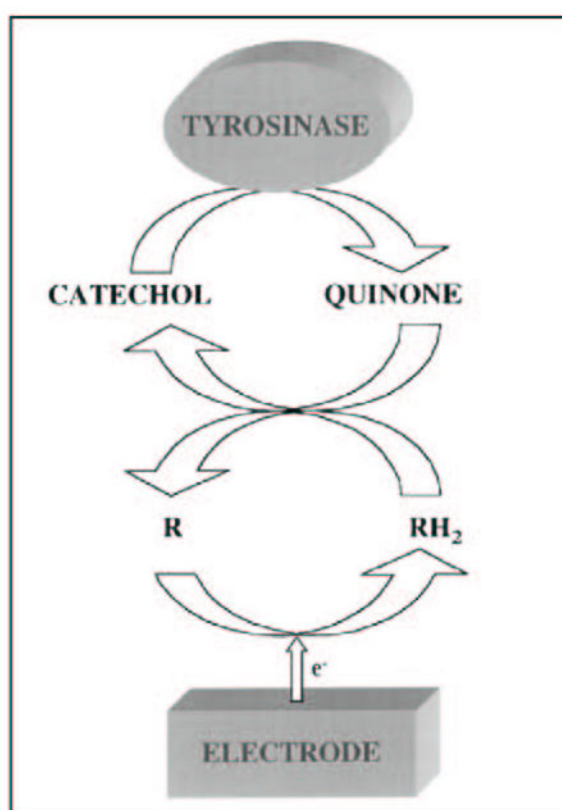 TYROSINASE
CATECHOL QUINONE
R RH₂
e⁻
ELECTRODE